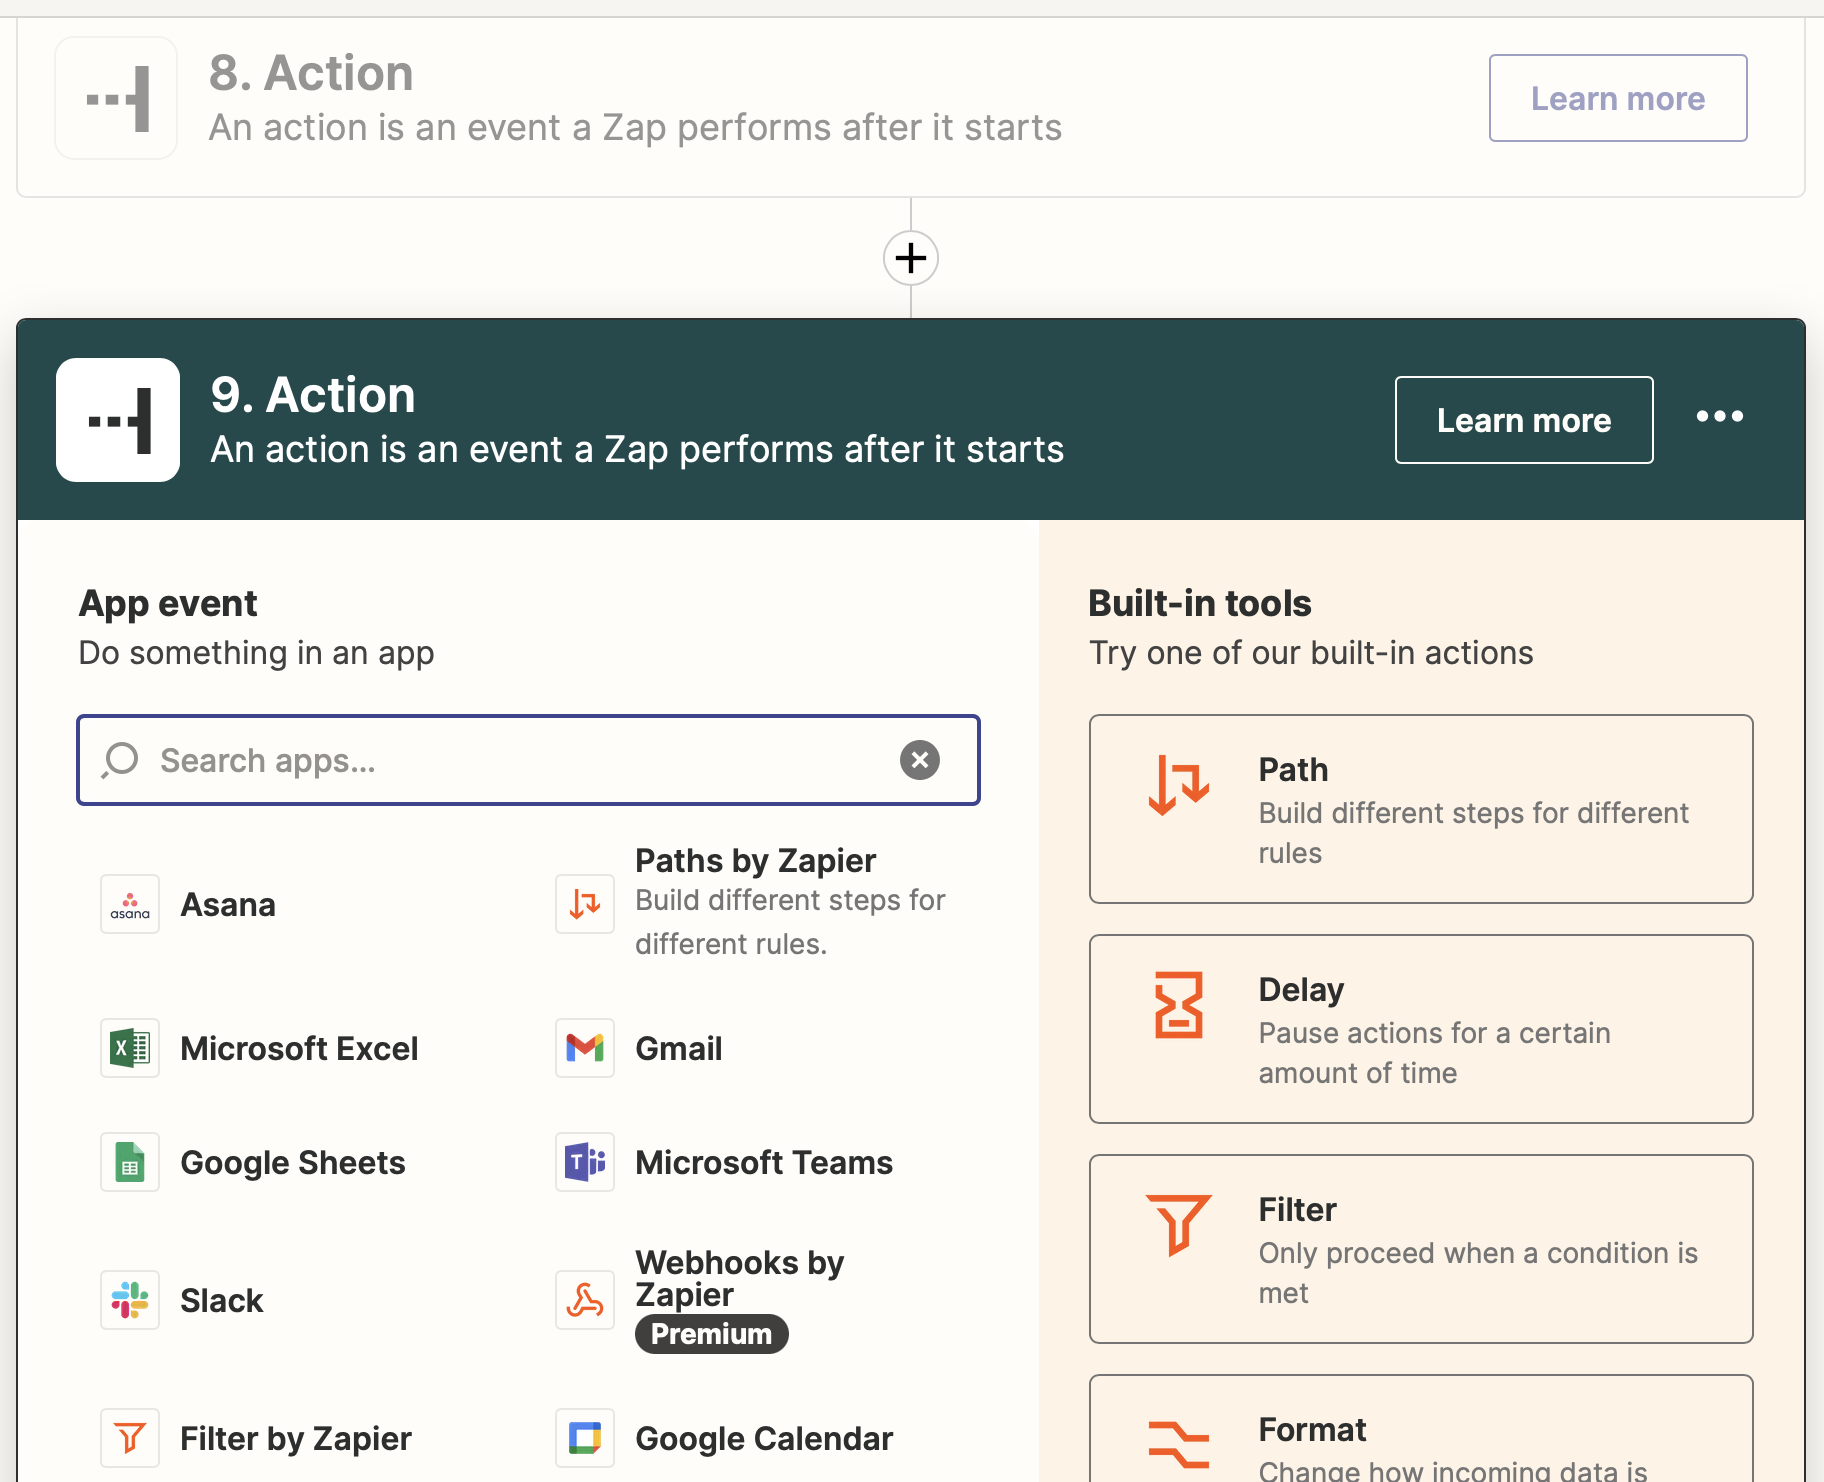 8. Action
An action is an event a Zap performs after it starts
Learn more
9. Action
An action is an event a Zap performs after it starts
Learn more
App event
Do something in an app
Search apps...
asana
Asana
Paths by Zapier
Build different steps for
different rules.
X
Microsoft Excel
Gmail
Google Sheets
T
Microsoft Teams
Slack
Webhooks by
Zapier
Premium
Filter by Zapier
Google Calendar
Built-in tools
Try one of our built-in actions
Path
Build different steps for different
rules
Delay
Pause actions for a certain
amount of time
Filter
Only proceed when a condition is
met
Format
Change how incoming data is